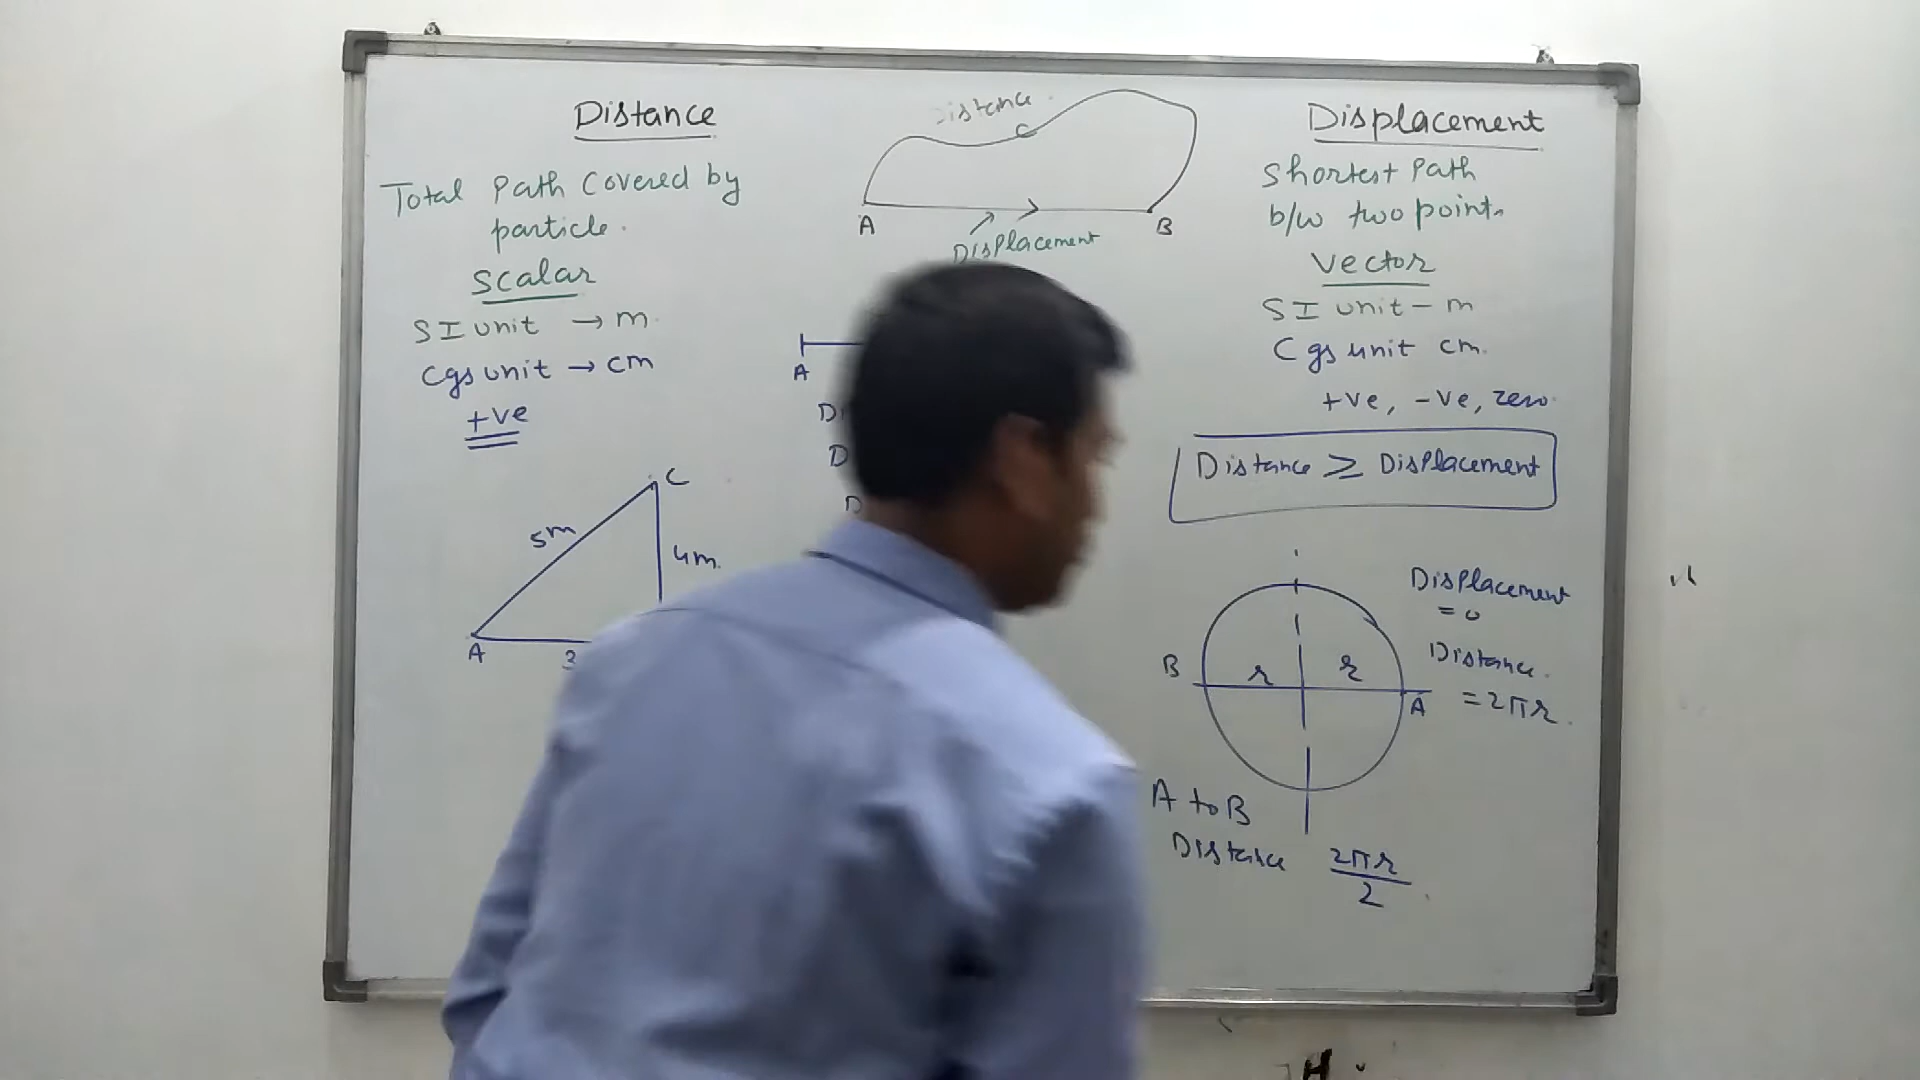 Distance
Total Path Covered by
particle.
Scalar
SI unit → m
Cgs unit → cm
+ve
C
5m
4m.
A
3
Distance
C
A
B
Displacement
A
D
D
Displacement
Shortest Path
b/w two points
Vector
SI unit – m
Cgs unit cm.
+ve, -ve, zero
Distance ≥ Displacement
Displacement
= 0
Distance
= 2πr.
B
r
r
A
A to B
Distance 2πr/2